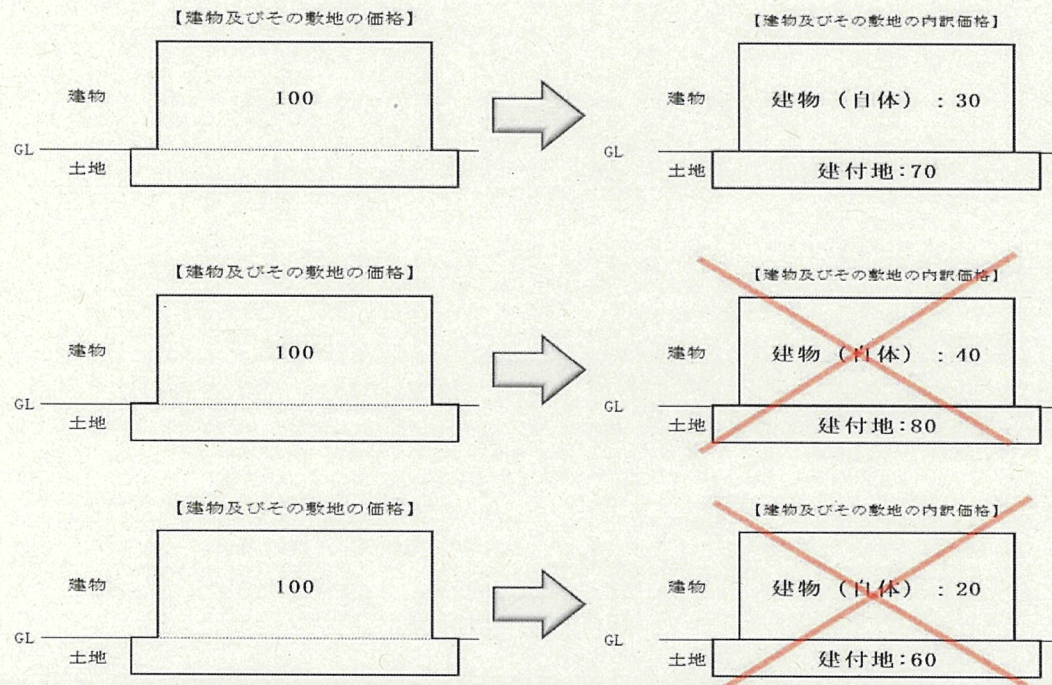 【建物及びその敷地の価格】
【建物及びその敷地の内訳価格】
建物
100
建物
建物(自体):30
GL
土地
GL
土地
建付地:70
【建物及びその敷地の価格】
【建物及びその敷地の内訳価格】
建物
100
建物
建物(自体):40
GL
土地
GL
土地
建付地:80
【建物及びその敷地の価格】
【建物及びその敷地の内訳価格】
建物
100
建物
建物(自体):20
GL
土地
GL
土地
建付地:60